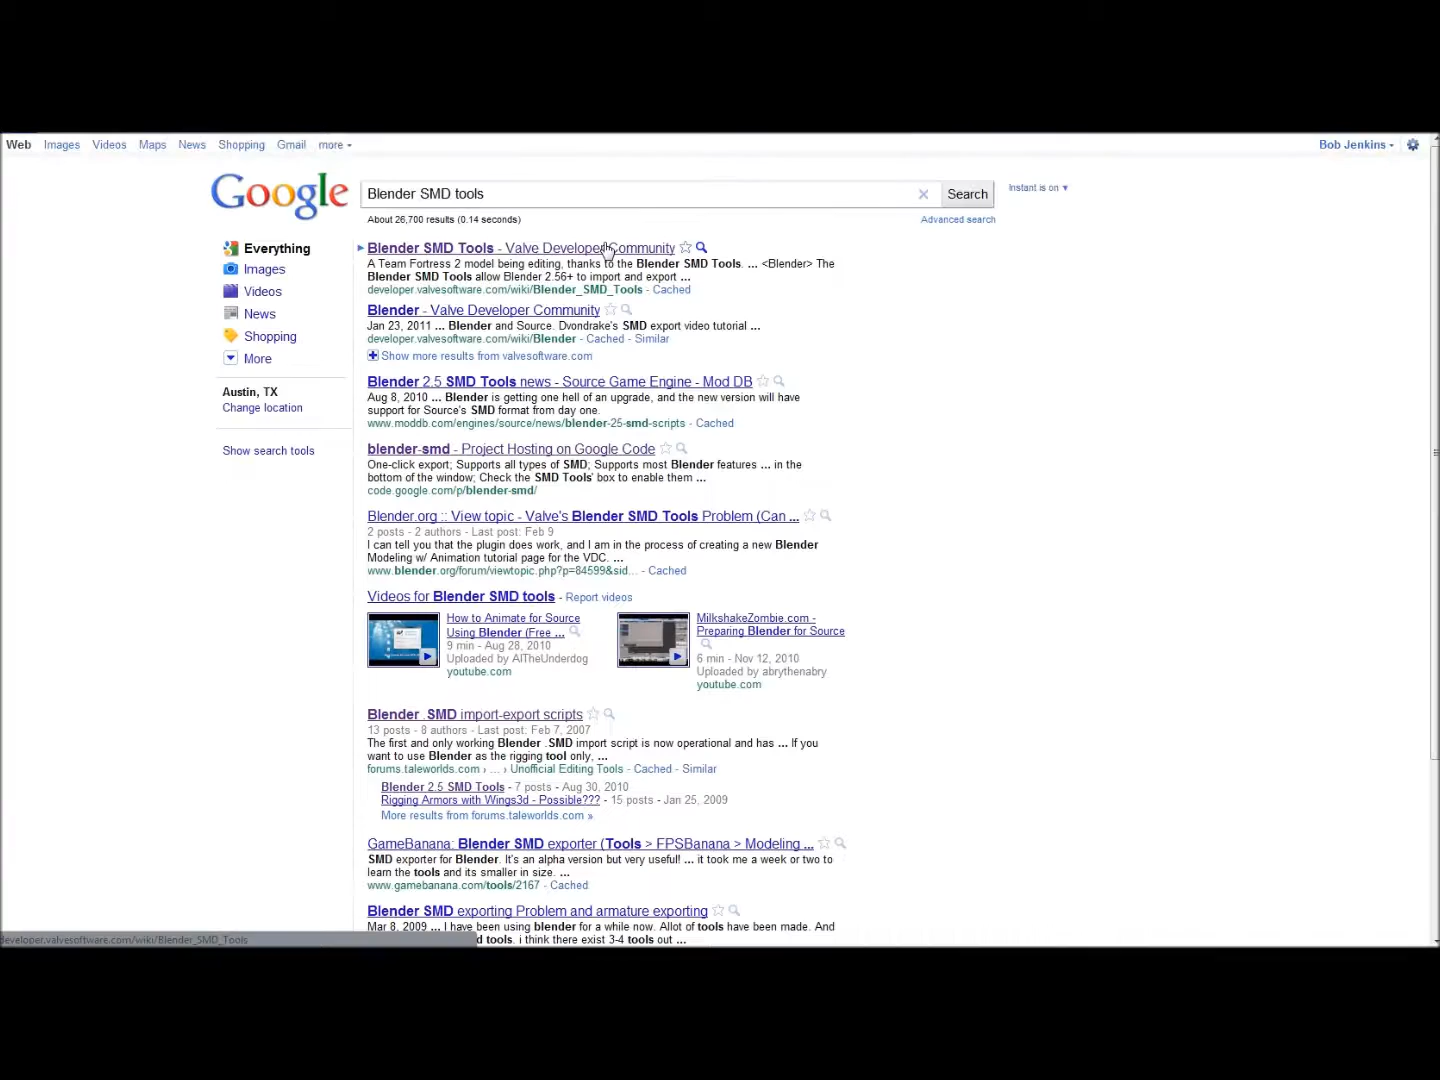 Web Images Videos Maps News Shopping Gmail more
Bob Jenkins
Google
Blender SMD tools
Search
Instant is on ▼
About 26,700 results (0.14 seconds)
Advanced search
Everything
Images
Videos
News
Shopping
More
Austin, TX
Change location
Show search tools
Blender SMD Tools - Valve Developer Community
A Team Fortress 2 model being editing, thanks to the Blender SMD Tools. ... <Blender> The
Blender SMD Tools allow Blender 2.56+ to import and export ...
developer.valvesoftware.com/wiki/Blender_SMD_Tools - Cached
Blender - Valve Developer Community
Jan 23, 2011 ... Blender and Source. Dvondrake's SMD export video tutorial ...
developer.valvesoftware.com/wiki/Blender - Cached - Similar
Show more results from valvesoftware.com
Blender 2.5 SMD Tools news - Source Game Engine - Mod DB
Aug 8, 2010 ... Blender is getting one hell of an upgrade, and the new version will have
support for Source's SMD format from day one.
www.moddb.com/engines/source/news/blender-25-smd-scripts - Cached
blender-smd - Project Hosting on Google Code
One-click export; Supports all types of SMD; Supports most Blender features ... in the
bottom of the window; Check the SMD Tools' box to enable them ...
code.google.com/p/blender-smd/
Blender.org :: View topic - Valve's Blender SMD Tools Problem (Can ...
2 posts - 2 authors - Last post: Feb 9
I can tell you that the plugin does work, and I am in the process of creating a new Blender
Modeling w/ Animation tutorial page for the VDC. ...
www.blender.org/forum/viewtopic.php?p=84599&sid... - Cached
Videos for Blender SMD tools - Report videos
How to Animate for Source
Using Blender (Free ...
9 min - Aug 28, 2010
Uploaded by AlTheUnderdog
youtube.com
MilkshakeZombie.com -
Preparing Blender for Source
6 min - Nov 12, 2010
Uploaded by abrythenabry
youtube.com
Blender .SMD import-export scripts
13 posts - 8 authors - Last post: Feb 7, 2007
The first and only working Blender .SMD import script is now operational and has ... If you
want to use Blender as the rigging tool only, ...
forums.taleworlds.com › ... › Unofficial Editing Tools - Cached - Similar
Blender 2.5 SMD Tools - 7 posts - Aug 30, 2010
Rigging Armors with Wings3d - Possible??? - 15 posts - Jan 25, 2009
More results from forums.taleworlds.com »
GameBanana: Blender SMD exporter (Tools > FPSBanana > Modeling ...
SMD exporter for Blender. It's an alpha version but very useful! ... it took me a week or two to
learn the tools and its smaller in size. ...
www.gamebanana.com/tools/2167 - Cached
Blender SMD exporting Problem and armature exporting
Mar 8, 2009 ... I have been using blender for a while now. Allot of tools have been made. And
d tools. i think there exist 3-4 tools out ...
developer.valvesoftware.com/wiki/Blender_SMD_Tools